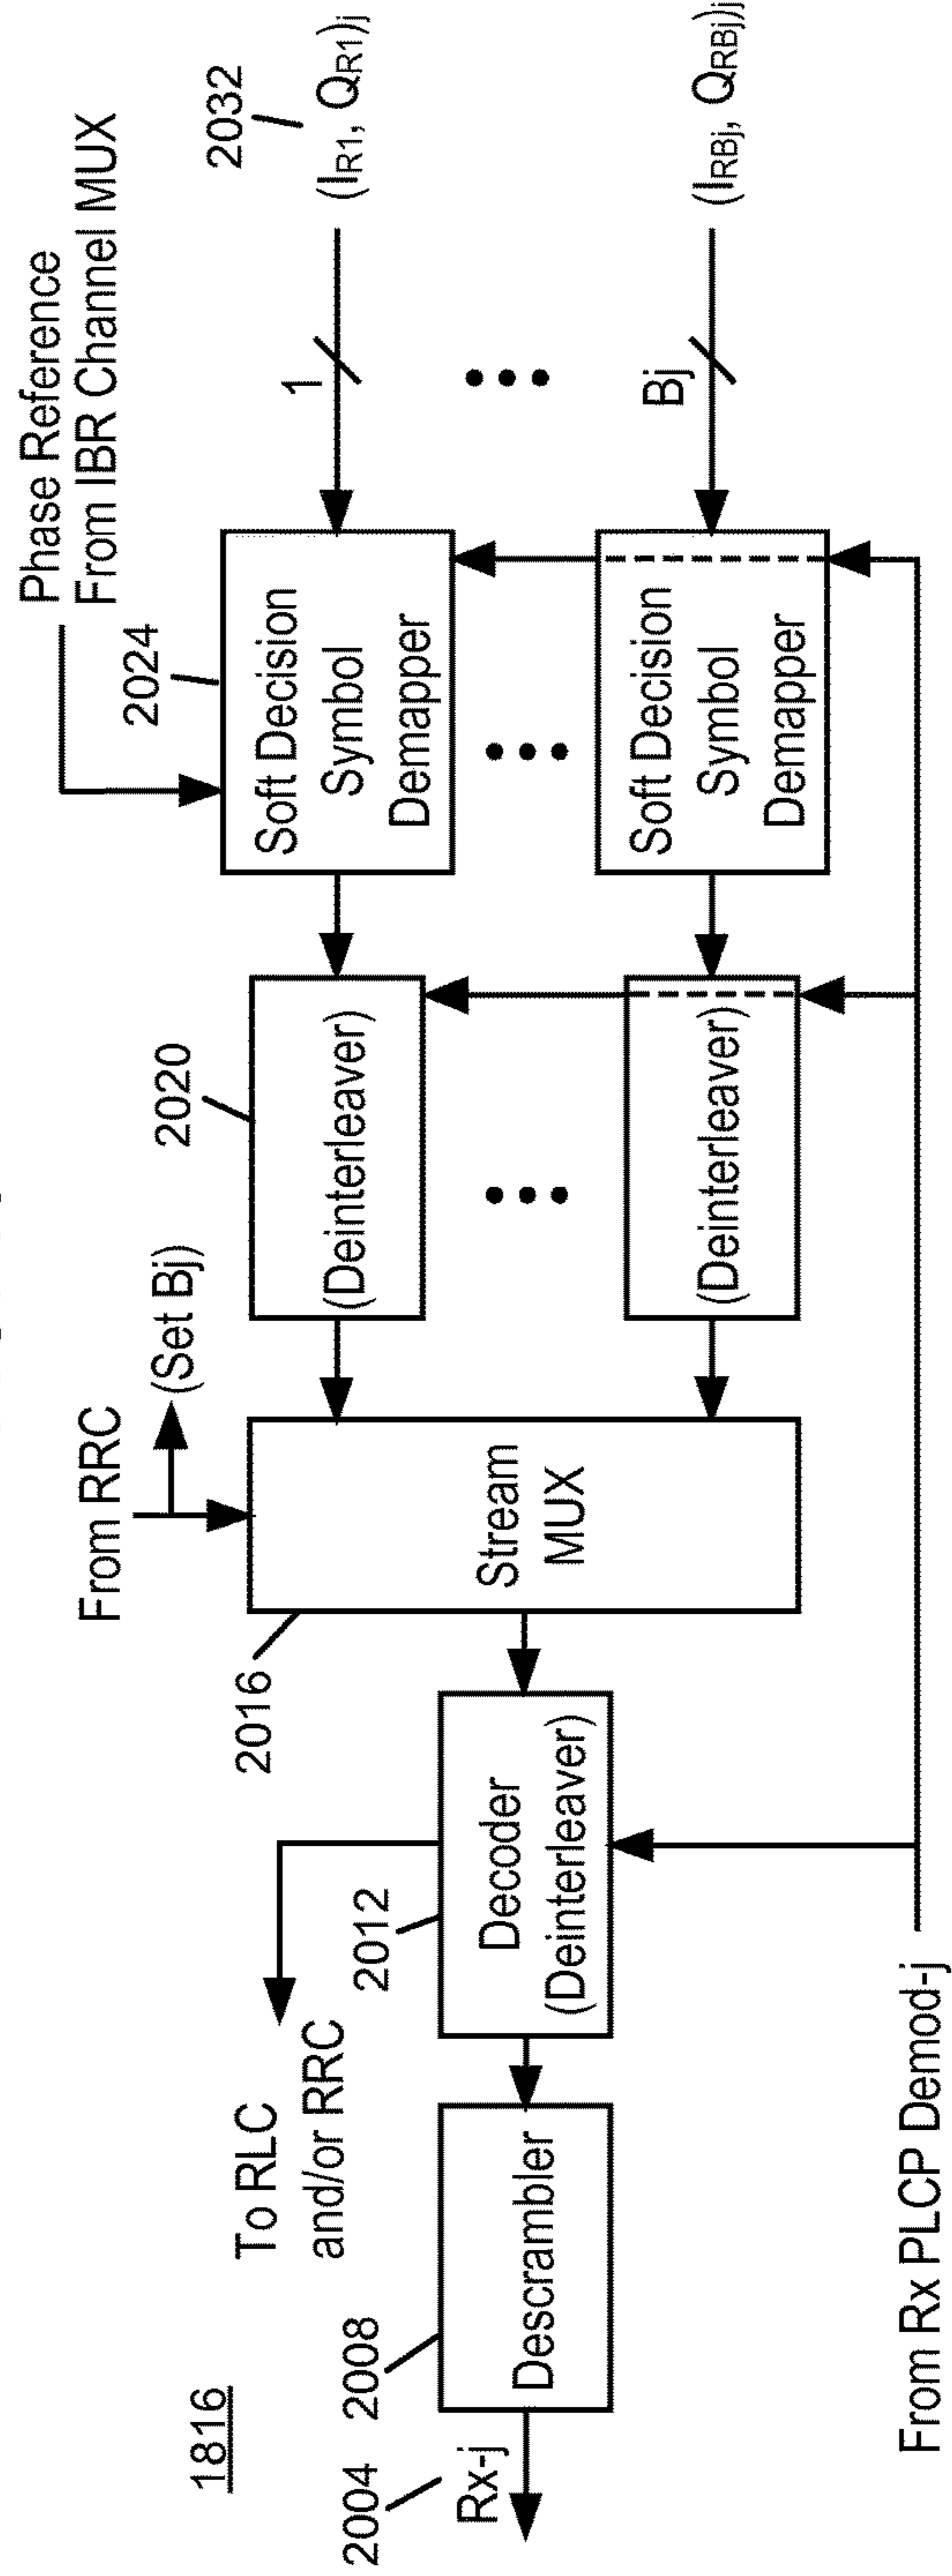 1816
2004
Rx-j
2008
Descrambler
To RLC
and/or RRC
2012
Decoder
(Deinterleaver)
2016
From RRC
(Set Bj)
Stream
MUX
2020
(Deinterleaver)
(Deinterleaver)
2024
Phase Reference
From IBR Channel MUX
Soft Decision
Symbol
Demapper
Soft Decision
Symbol
Demapper
1
Bj
2032
(IR1, QR1)j
(IRBj, QRBj)j
From Rx PLCP Demod-j